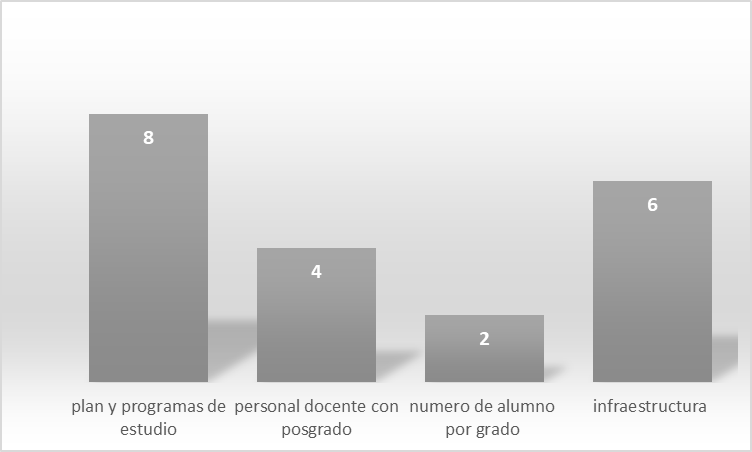 8
4
2
6
plan y programas de
estudio
personal docente con
posgrado
numero de alumno
por grado
infraestructura